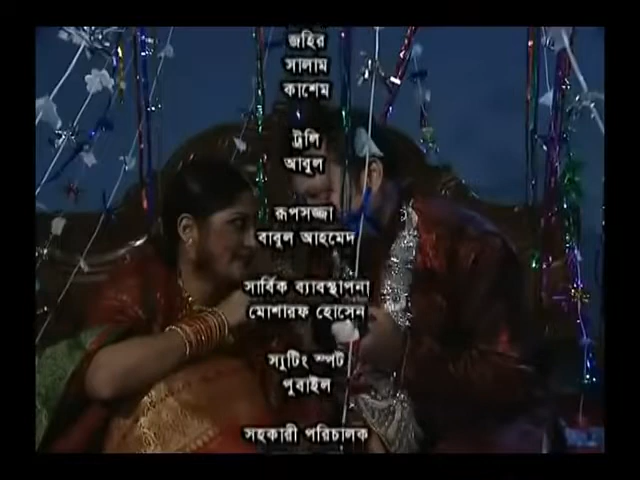 জহির
সালাম
কাশেম
ট্রলি
আবুল
রূপসজ্জা
বাবুল আহমেদ
সার্বিক ব্যাবস্থাপনা
মোশারফ হোসেন
স্যুটিং স্পট
পুবাইল
সহকারী পরিচালক